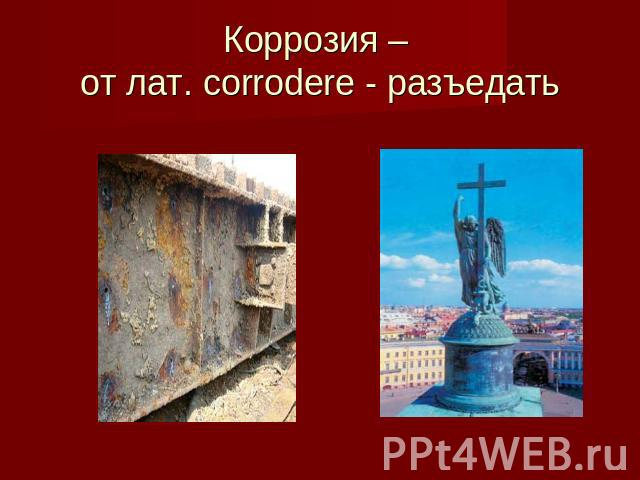 Коррозия –
от лат. corrodere - разъедать
PPt4WEB.ru